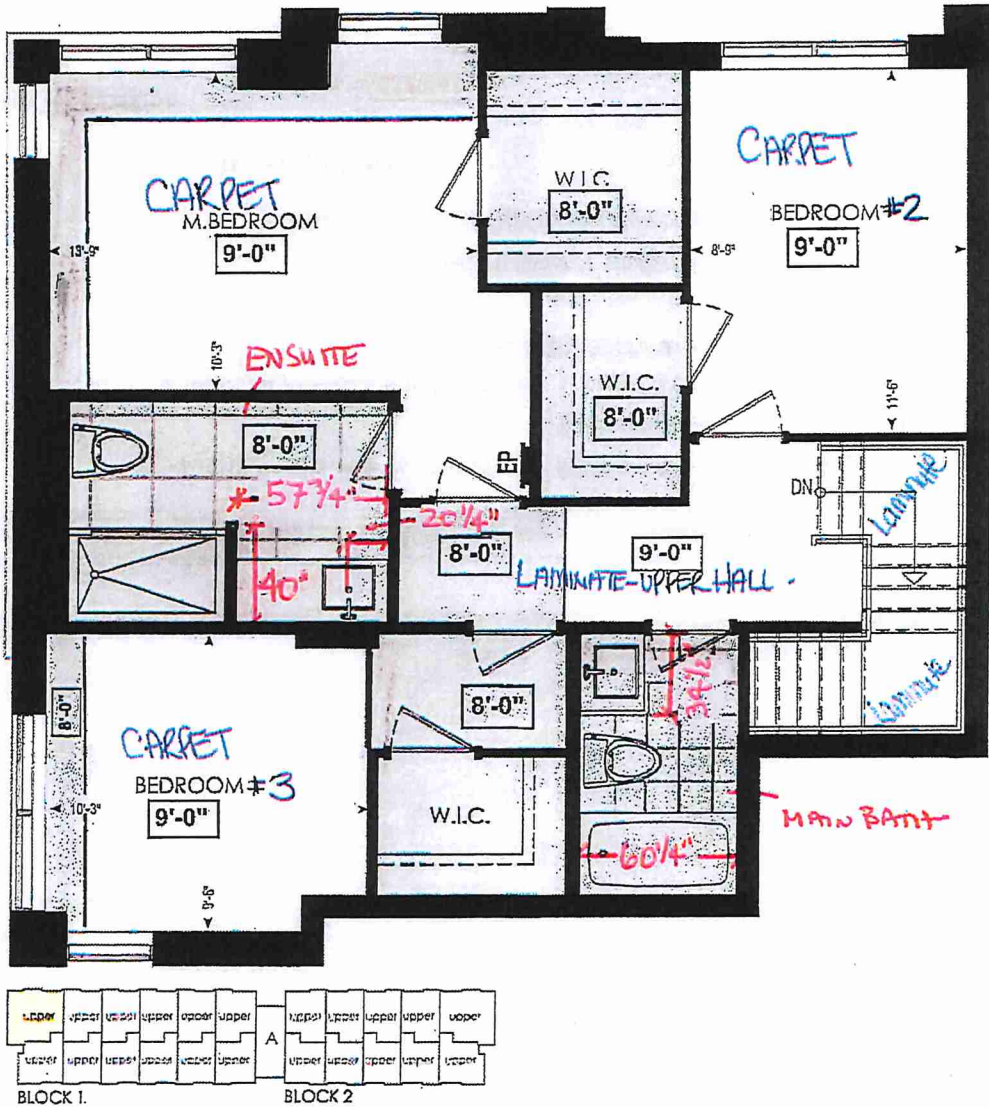 CARPET
M.BEDROOM
9'-0"
13'-9"
10'-3"
W.I.C.
8'-0"
CARPET
BEDROOM #2
9'-0"
8'-9"
11'-6"
W.I.C.
8'-0"
ENSUITE
8'-0"
* 57 3/4"
20 1/4"
40"
EP
8'-0"
9'-0"
LAMINATE-UPPER HALL.
DN
Laminate
Laminate
8'-0"
34 1/2"
8'-0"
CARPET
BEDROOM #3
10'-3"
9'-0"
9'-6"
W.I.C.
60 1/4"
MAIN BATH
upper upper upper upper upper upper A upper upper upper upper upper
upper upper upper upper upper upper upper upper upper upper upper
BLOCK 1. BLOCK 2